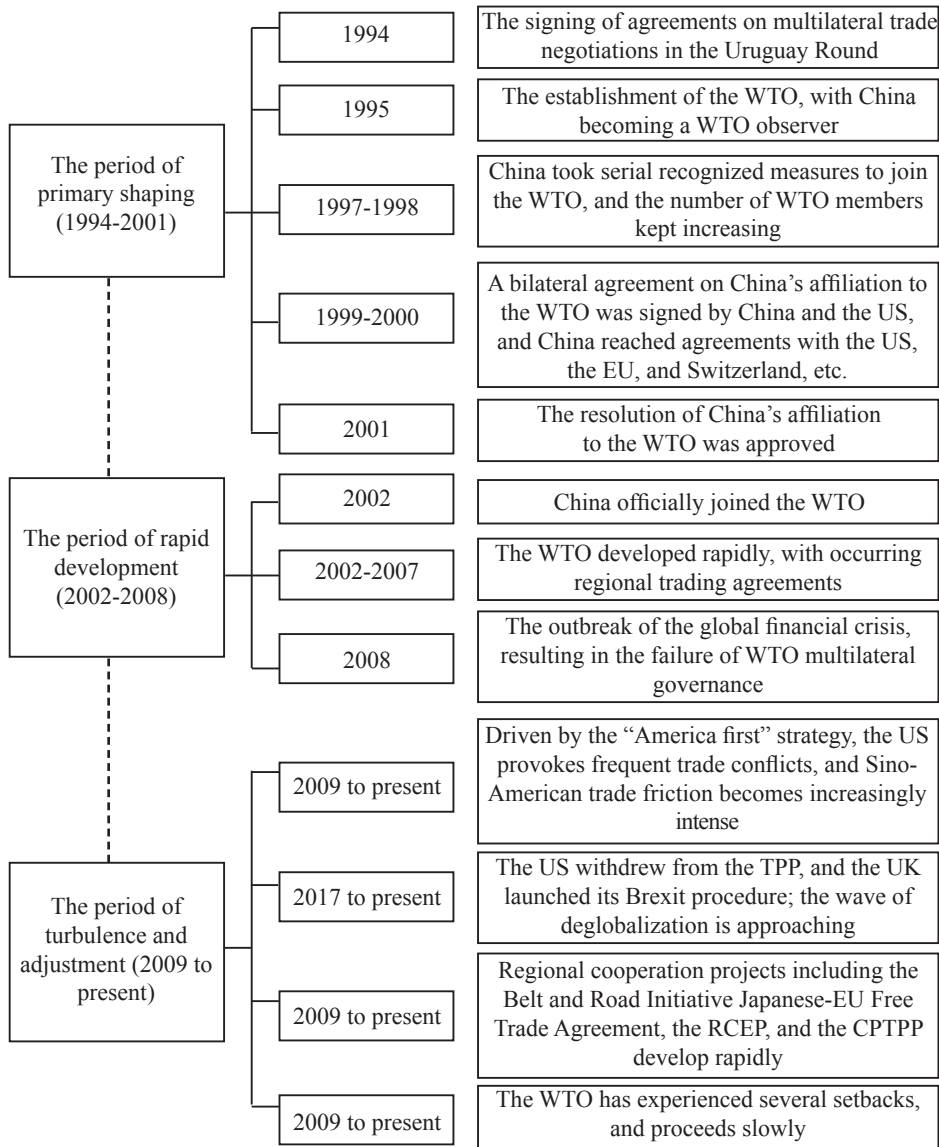 The period of
primary shaping
(1994-2001)
1994
The signing of agreements on multilateral trade
negotiations in the Uruguay Round
1995
The establishment of the WTO, with China
becoming a WTO observer
1997-1998
China took serial recognized measures to join
the WTO, and the number of WTO members
kept increasing
1999-2000
A bilateral agreement on China’s affiliation to
the WTO was signed by China and the US,
and China reached agreements with the US,
the EU, and Switzerland, etc.
2001
The resolution of China’s affiliation
to the WTO was approved
The period of rapid
development
(2002-2008)
2002
China officially joined the WTO
2002-2007
The WTO developed rapidly, with occurring
regional trading agreements
2008
The outbreak of the global financial crisis,
resulting in the failure of WTO multilateral
governance
The period of
turbulence and
adjustment (2009 to
present)
2009 to present
Driven by the “America first” strategy, the US
provokes frequent trade conflicts, and Sino-
American trade friction becomes increasingly
intense
2017 to present
The US withdrew from the TPP, and the UK
launched its Brexit procedure; the wave of
deglobalization is approaching
2009 to present
Regional cooperation projects including the
Belt and Road Initiative Japanese-EU Free
Trade Agreement, the RCEP, and the CPTPP
develop rapidly
2009 to present
The WTO has experienced several setbacks,
and proceeds slowly